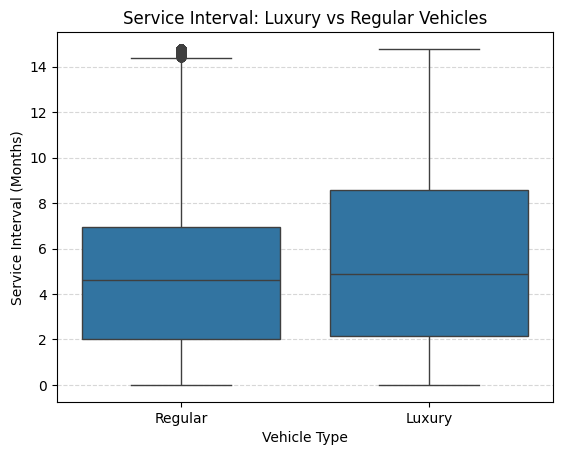 Service Interval: Luxury vs Regular Vehicles
Service Interval (Months)
14
12
10
8
6
4
2
0
Regular Luxury
Vehicle Type